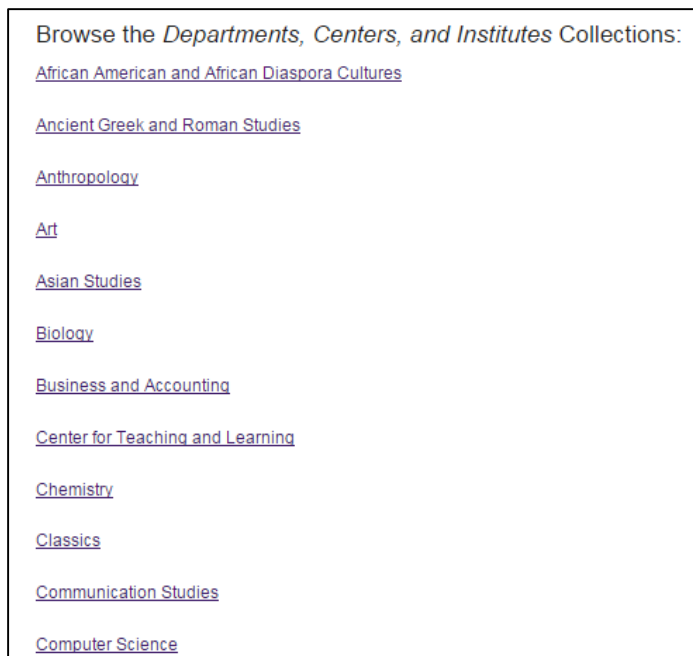 Browse the Departments, Centers, and Institutes Collections:
African American and African Diaspora Cultures
Ancient Greek and Roman Studies
Anthropology
Art
Asian Studies
Biology
Business and Accounting
Center for Teaching and Learning
Chemistry
Classics
Communication Studies
Computer Science